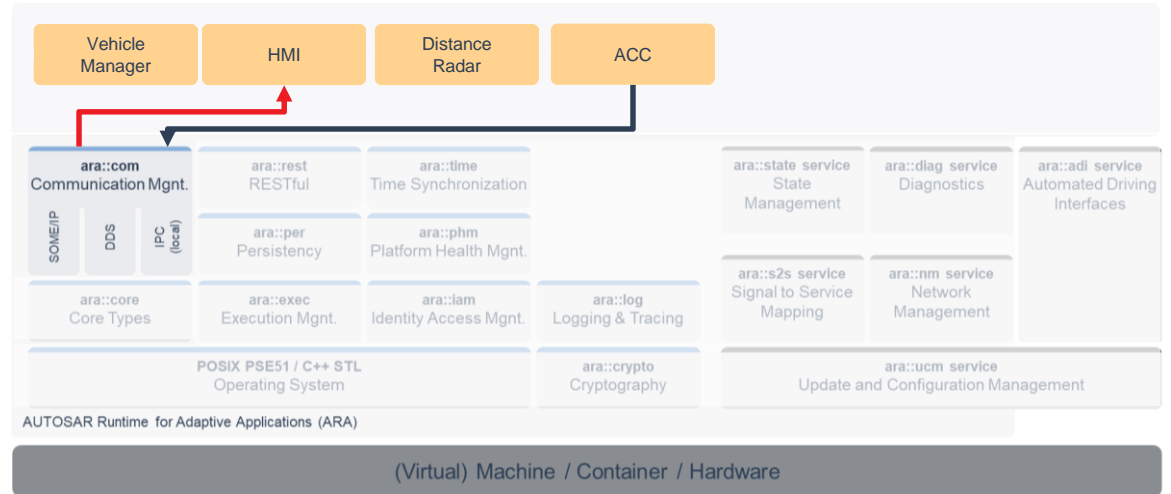 Vehicle
Manager
HMI
Distance
Radar
ACC
ara::com
Communication Mgnt.
SOME/IP
DDS
IPC
(local)
ara::rest
RESTful
ara::time
Time Synchronization
ara::per
Persistency
ara::phm
Platform Health Mgnt.
ara::core
Core Types
ara::exec
Execution Mgnt.
ara::iam
Identity Access Mgnt.
ara::log
Logging & Tracing
ara::state service
State
Management
ara::diag service
Diagnostics
ara::adi service
Automated Driving
Interfaces
ara::s2s service
Signal to Service
Mapping
ara::nm service
Network
Management
POSIX PSE51 / C++ STL
Operating System
ara::crypto
Cryptography
ara::ucm service
Update and Configuration Management
AUTOSAR Runtime for Adaptive Applications (ARA)
(Virtual) Machine / Container / Hardware